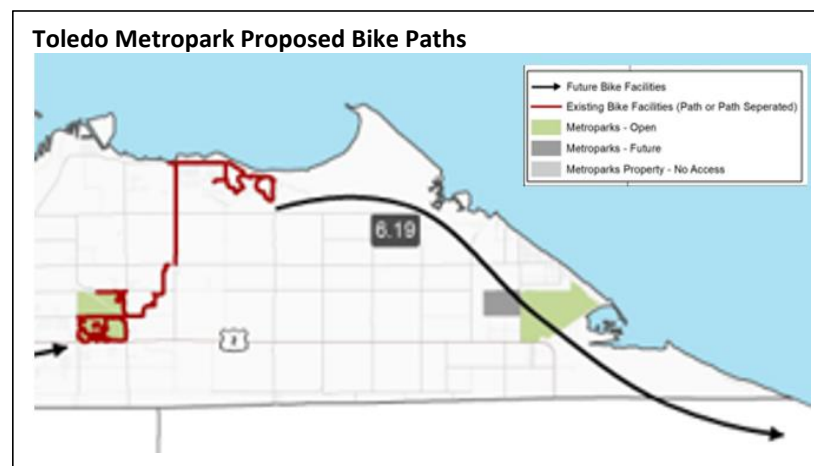 Toledo Metropark Proposed Bike Paths
Future Bike Facilities
Existing Bike Facilities (Path or Path Seperated)
Metroparks - Open
Metroparks - Future
Metroparks Property - No Access
6.19
2